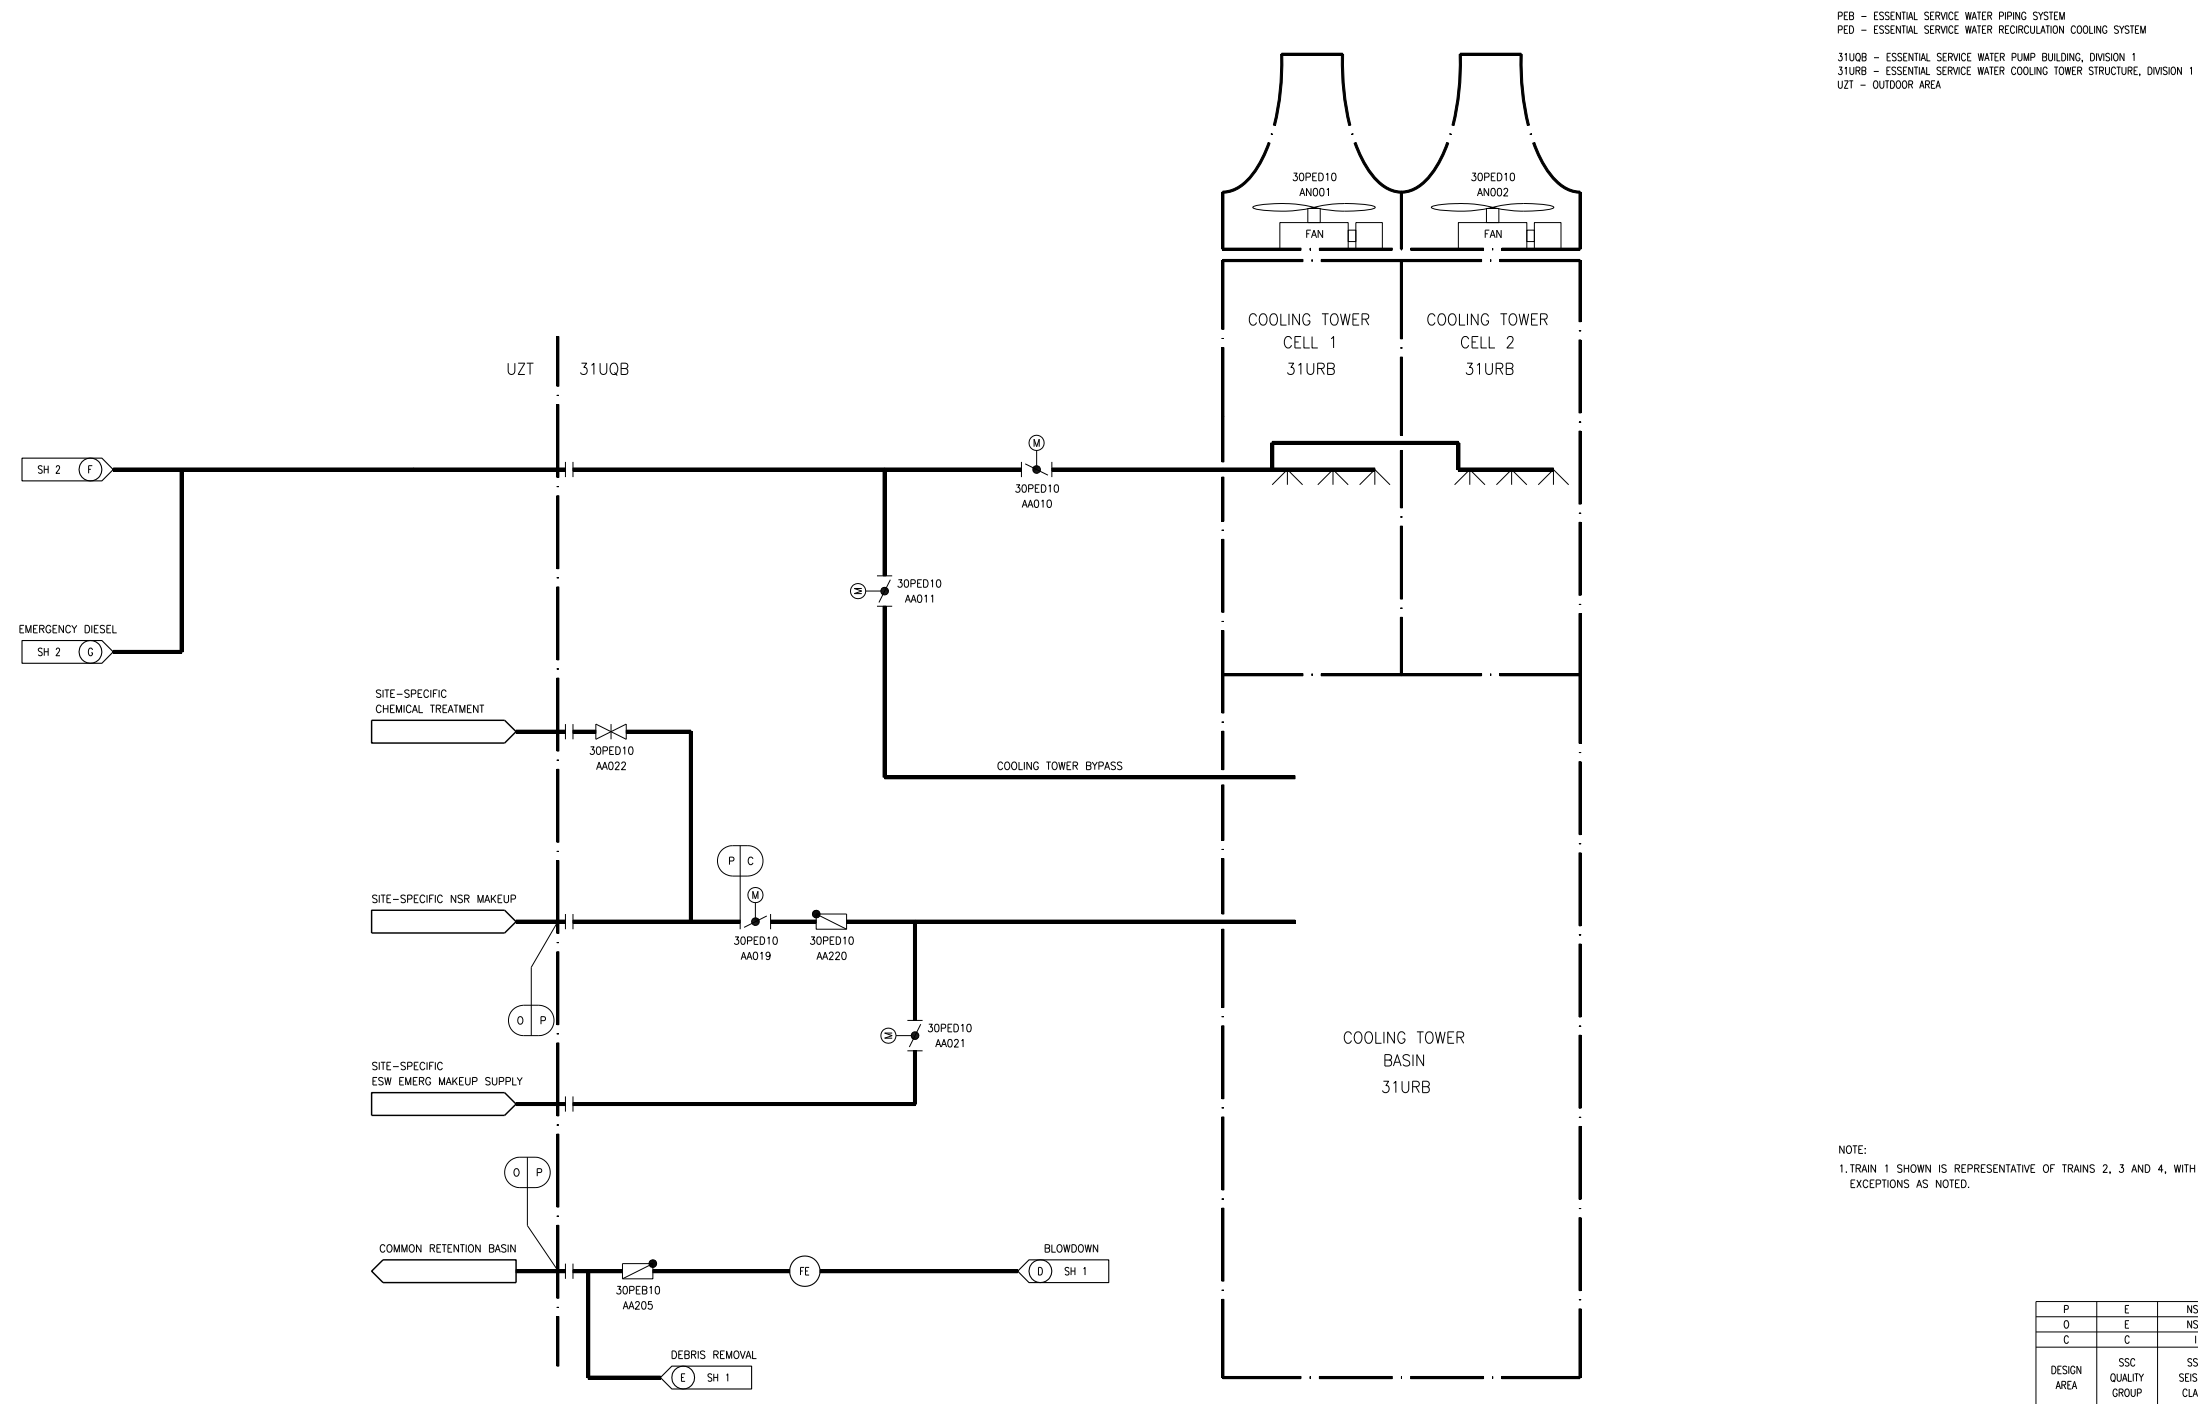 PEB - ESSENTIAL SERVICE WATER PIPING SYSTEM
PED - ESSENTIAL SERVICE WATER RECIRCULATION COOLING SYSTEM
31UQB - ESSENTIAL SERVICE WATER PUMP BUILDING, DIVISION 1
31URB - ESSENTIAL SERVICE WATER COOLING TOWER STRUCTURE, DIVISION 1
UZT - OUTDOOR AREA
30PED10
AN001
FAN
30PED10
AN002
FAN
COOLING TOWER
CELL 1
31URB
COOLING TOWER
CELL 2
31URB
UZT
31UQB
SH 2 F
M
30PED10
AA010
M
30PED10
AA011
EMERGENCY DIESEL
SH 2 G
SITE-SPECIFIC
CHEMICAL TREATMENT
30PED10
AA022
COOLING TOWER BYPASS
P C
M
SITE-SPECIFIC NSR MAKEUP
30PED10
AA019
30PED10
AA220
O P
M
30PED10
AA021
COOLING TOWER
BASIN
31URB
SITE-SPECIFIC
ESW EMERG MAKEUP SUPPLY
O P
COMMON RETENTION BASIN
30PEB10
AA205
FE
BLOWDOWN
D SH 1
DEBRIS REMOVAL
E SH 1
NOTE:
1. TRAIN 1 SHOWN IS REPRESENTATIVE OF TRAINS 2, 3 AND 4, WITH
EXCEPTIONS AS NOTED.
P E NS
O E NS
C C I
DESIGN
AREA
SSC
QUALITY
GROUP
SS
SEIS
CLA